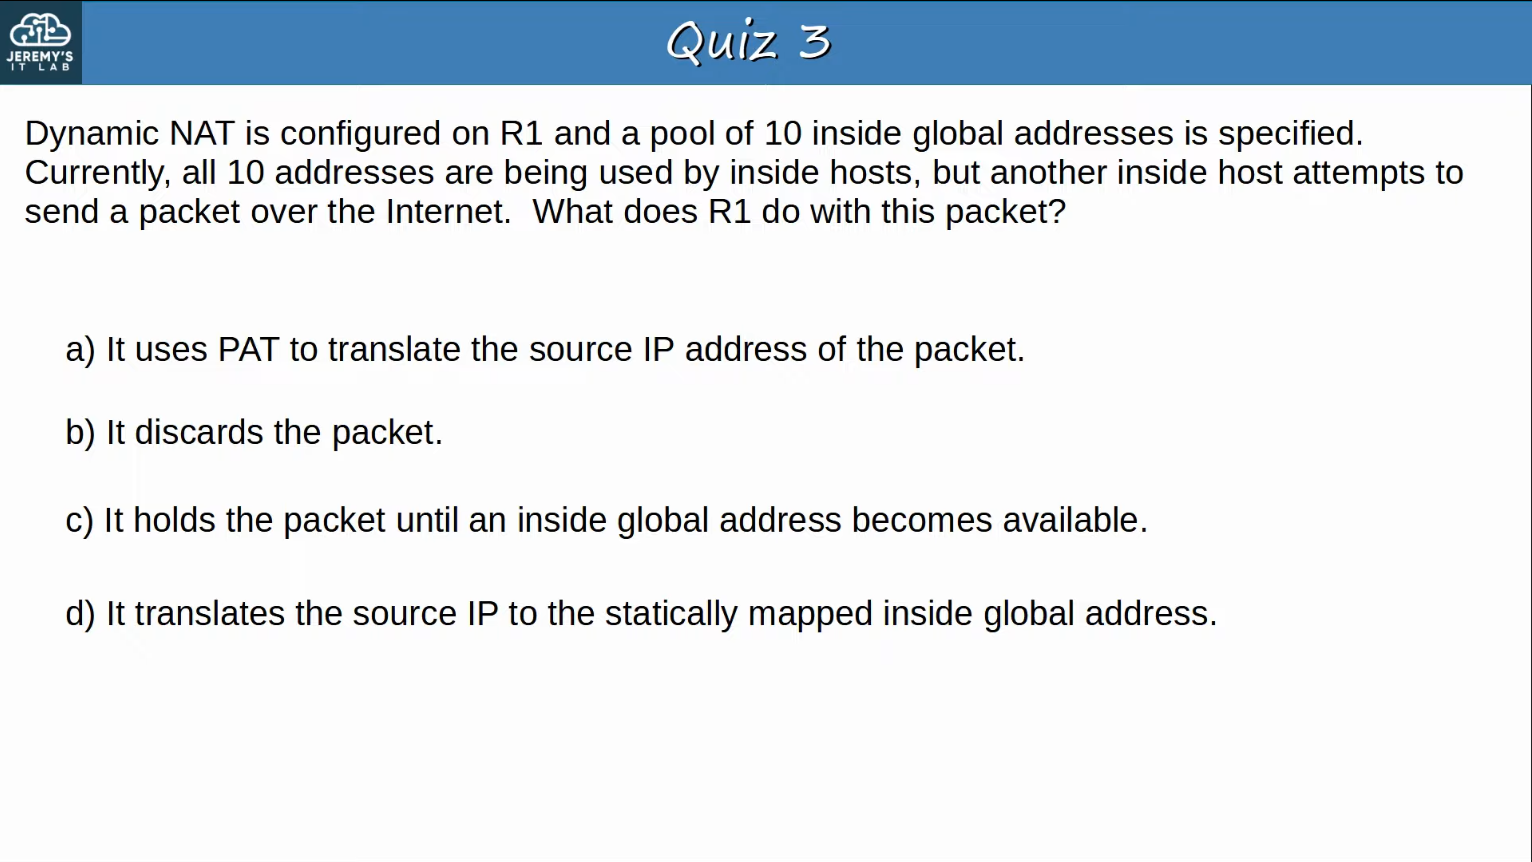 JEREMY'S
IT LAB
Quiz 3
Dynamic NAT is configured on R1 and a pool of 10 inside global addresses is specified.
Currently, all 10 addresses are being used by inside hosts, but another inside host attempts to
send a packet over the Internet.  What does R1 do with this packet?
a) It uses PAT to translate the source IP address of the packet.
b) It discards the packet.
c) It holds the packet until an inside global address becomes available.
d) It translates the source IP to the statically mapped inside global address.